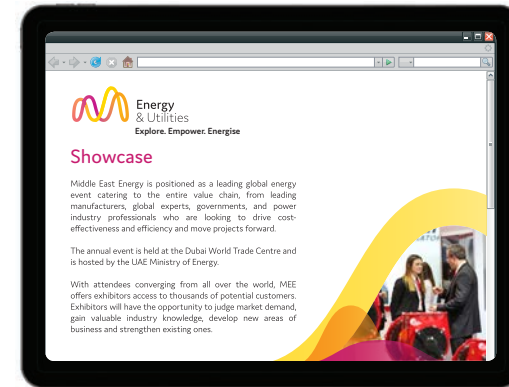 Energy
& Utilities
Explore. Empower. Energise
Showcase
Middle East Energy is positioned as a leading global energy
event catering to the entire value chain, from leading
manufacturers, global experts, governments, and power
industry professionals who are looking to drive cost-
effectiveness and efficiency and move projects forward.
The annual event is held at the Dubai World Trade Centre and
is hosted by the UAE Ministry of Energy.
With attendees converging from all over the world, MEE
offers exhibitors access to thousands of potential customers.
Exhibitors will have the opportunity to judge market demand,
gain valuable industry knowledge, develop new areas of
business and strengthen existing ones.